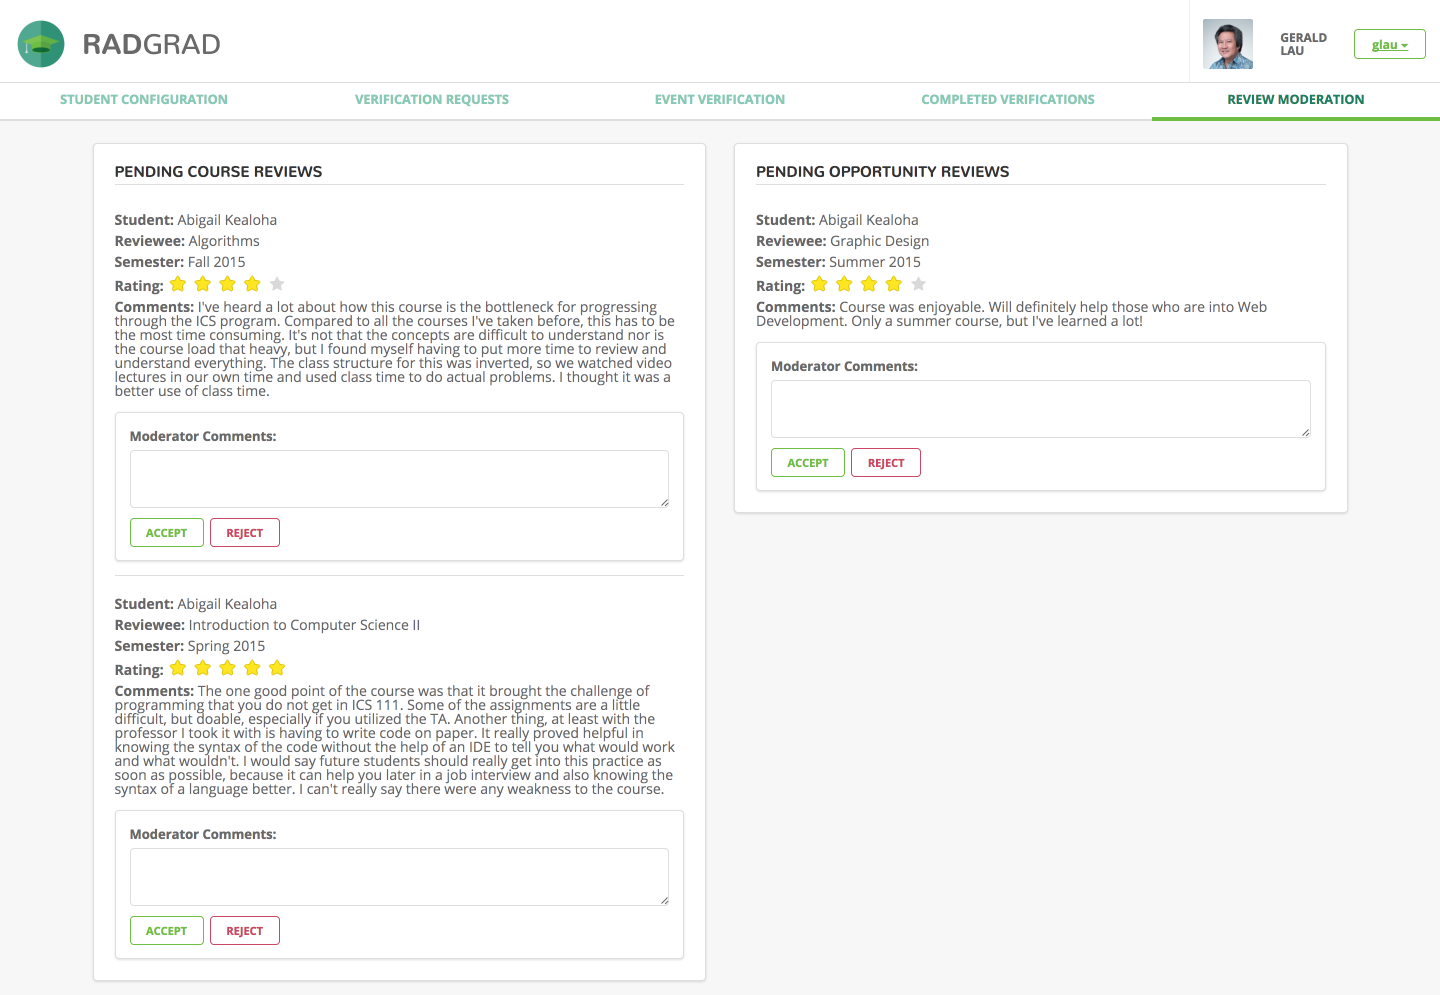 RADGRAD
GERALD
LAU
glau
STUDENT CONFIGURATION
VERIFICATION REQUESTS
EVENT VERIFICATION
COMPLETED VERIFICATIONS
REVIEW MODERATION
PENDING COURSE REVIEWS
Student: Abigail Kealoha
Reviewee: Algorithms
Semester: Fall 2015
Rating:
Comments: I've heard a lot about how this course is the bottleneck for progressing
through the ICS program. Compared to all the courses I've taken before, this has to be
the most time consuming. It's not that the concepts are difficult to understand nor is
the course load that heavy, but I found myself having to put more time to review and
understand everything. The class structure for this was inverted, so we watched video
lectures in our own time and used class time to do actual problems. I thought it was a
better use of class time.
Moderator Comments:
ACCEPT
REJECT
Student: Abigail Kealoha
Reviewee: Introduction to Computer Science II
Semester: Spring 2015
Rating:
Comments: The one good point of the course was that it brought the challenge of
programming that you do not get in ICS 111. Some of the assignments are a little
difficult, but doable, especially if you utilized the TA. Another thing, at least with the
professor I took it with is having to write code on paper. It really proved helpful in
knowing the syntax of the code without the help of an IDE to tell you what would work
and what wouldn't. I would say future students should really get into this practice as
soon as possible, because it can help you later in a job interview and also knowing the
syntax of a language better. I can't really say there were any weakness to the course.
Moderator Comments:
ACCEPT
REJECT
PENDING OPPORTUNITY REVIEWS
Student: Abigail Kealoha
Reviewee: Graphic Design
Semester: Summer 2015
Rating:
Comments: Course was enjoyable. Will definitely help those who are into Web
Development. Only a summer course, but I've learned a lot!
Moderator Comments:
ACCEPT
REJECT